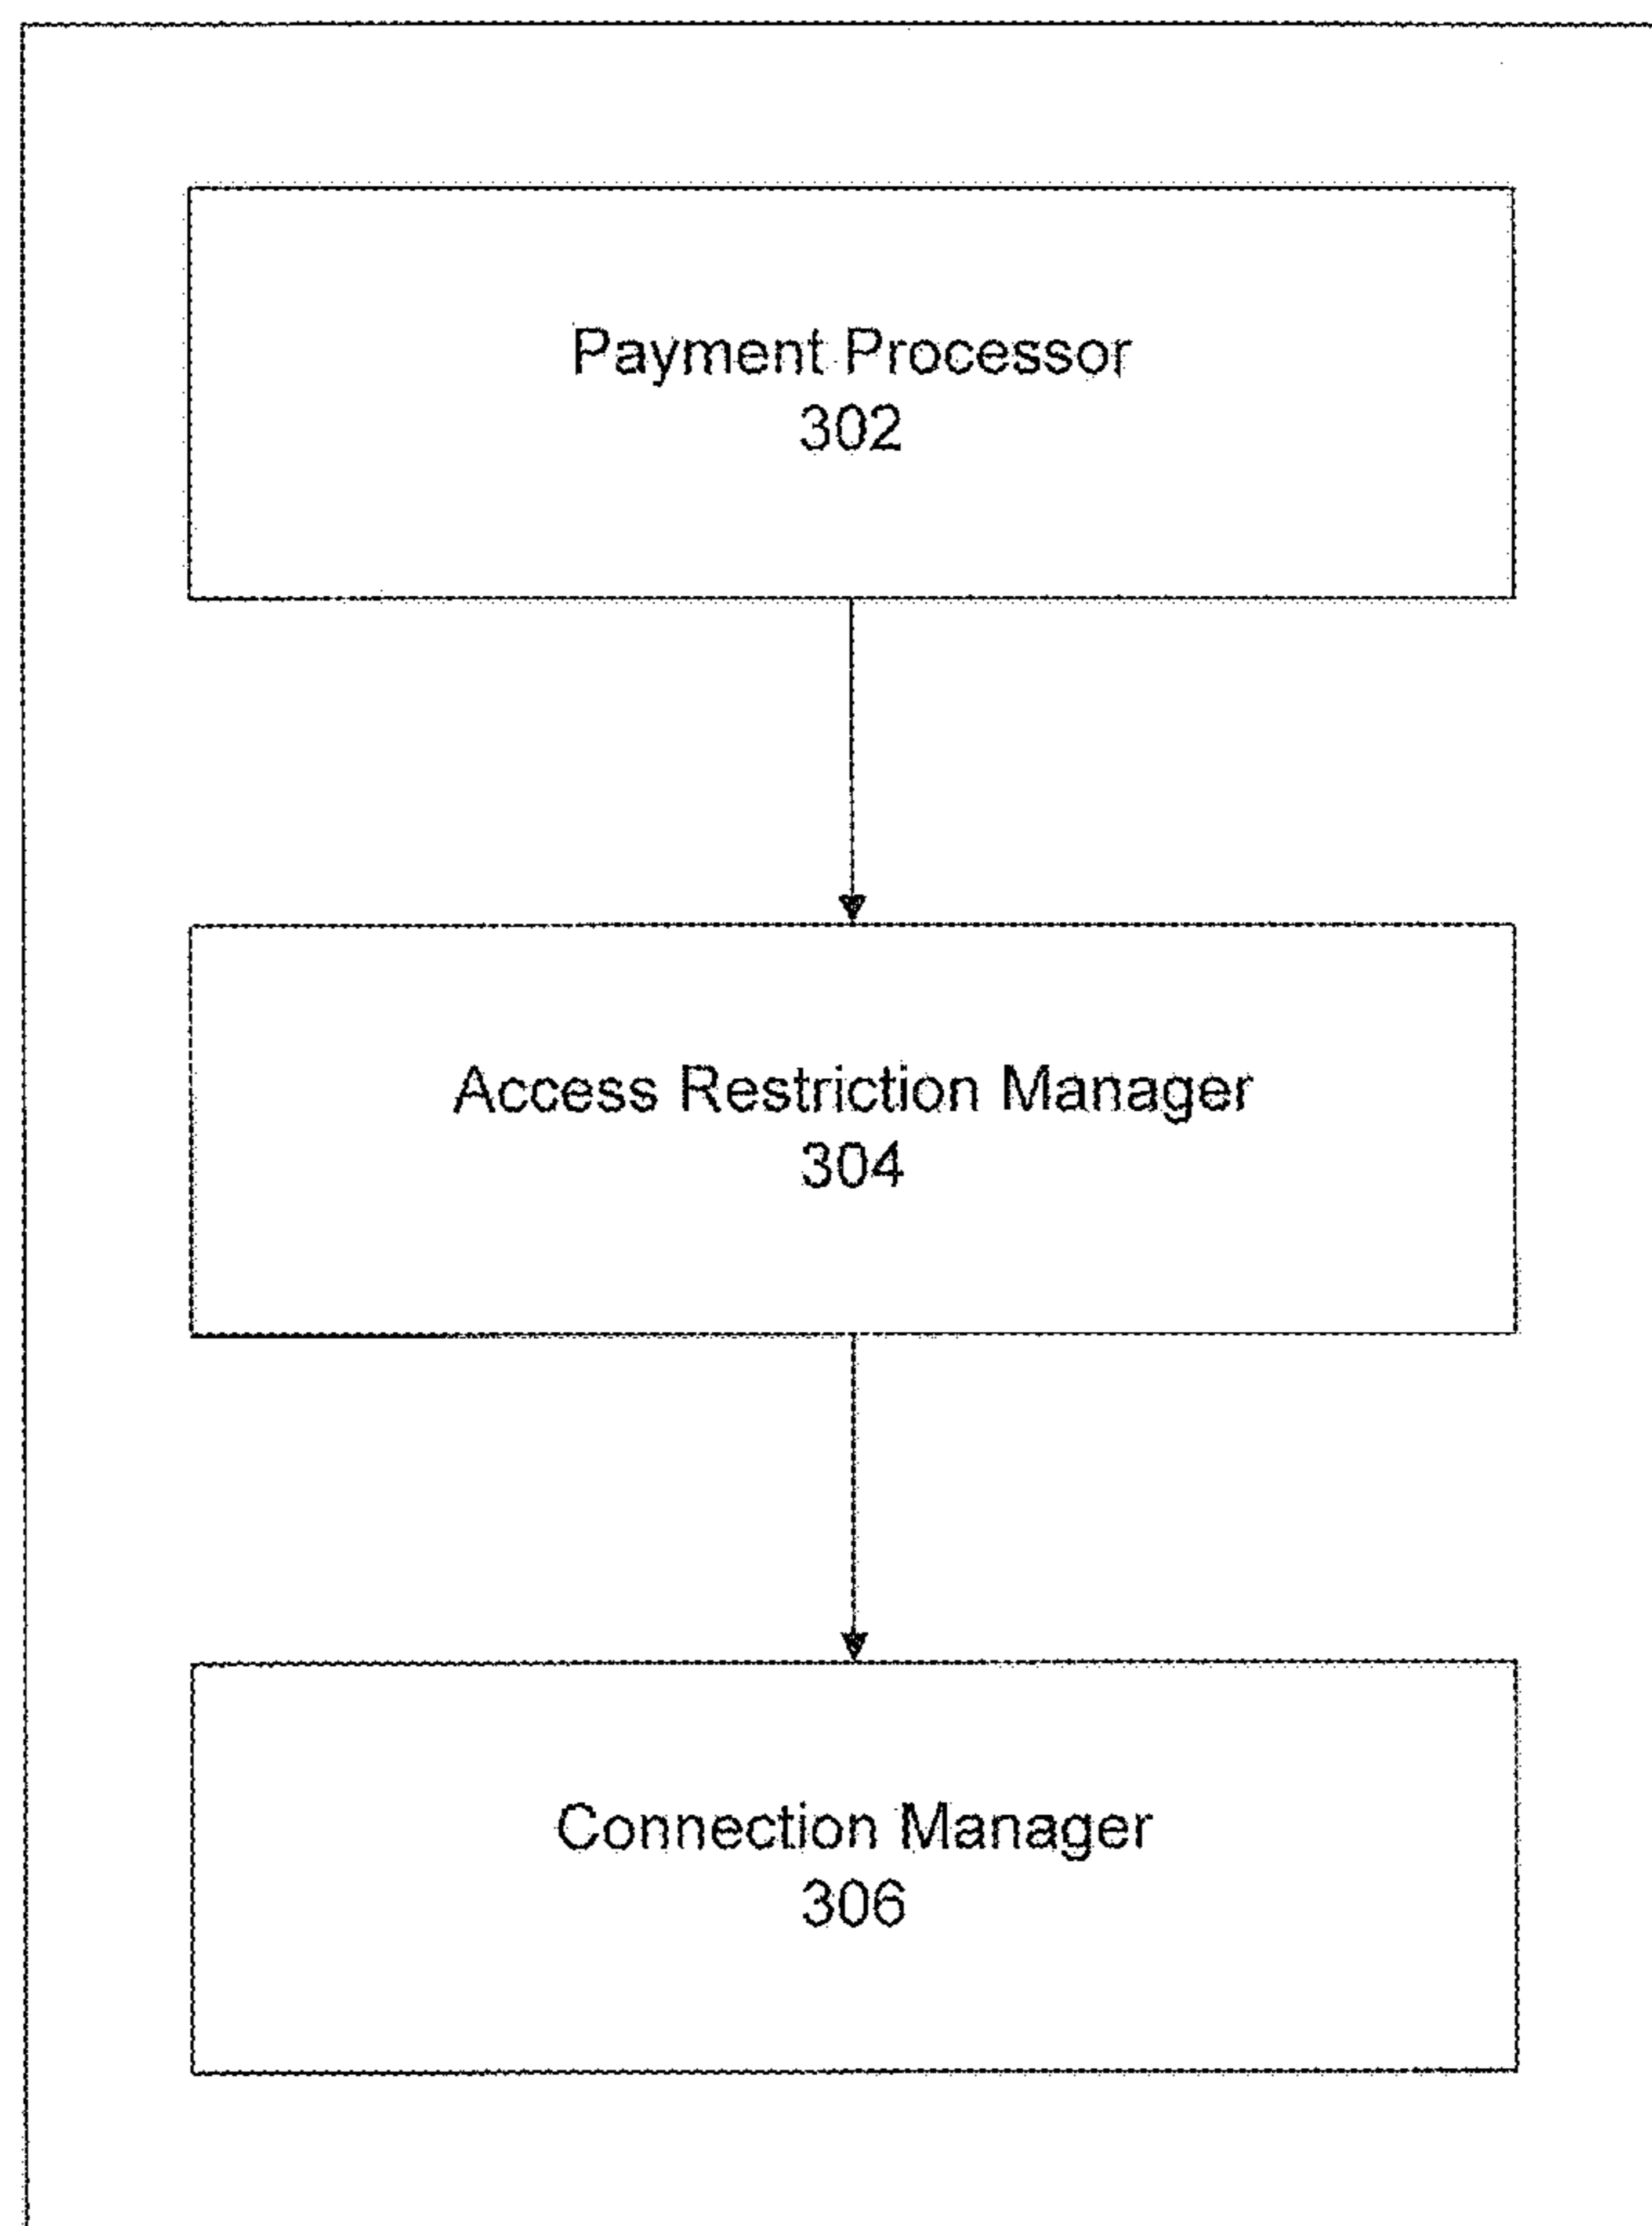 Payment Processor
302
Access Restriction Manager
304
Connection Manager
306